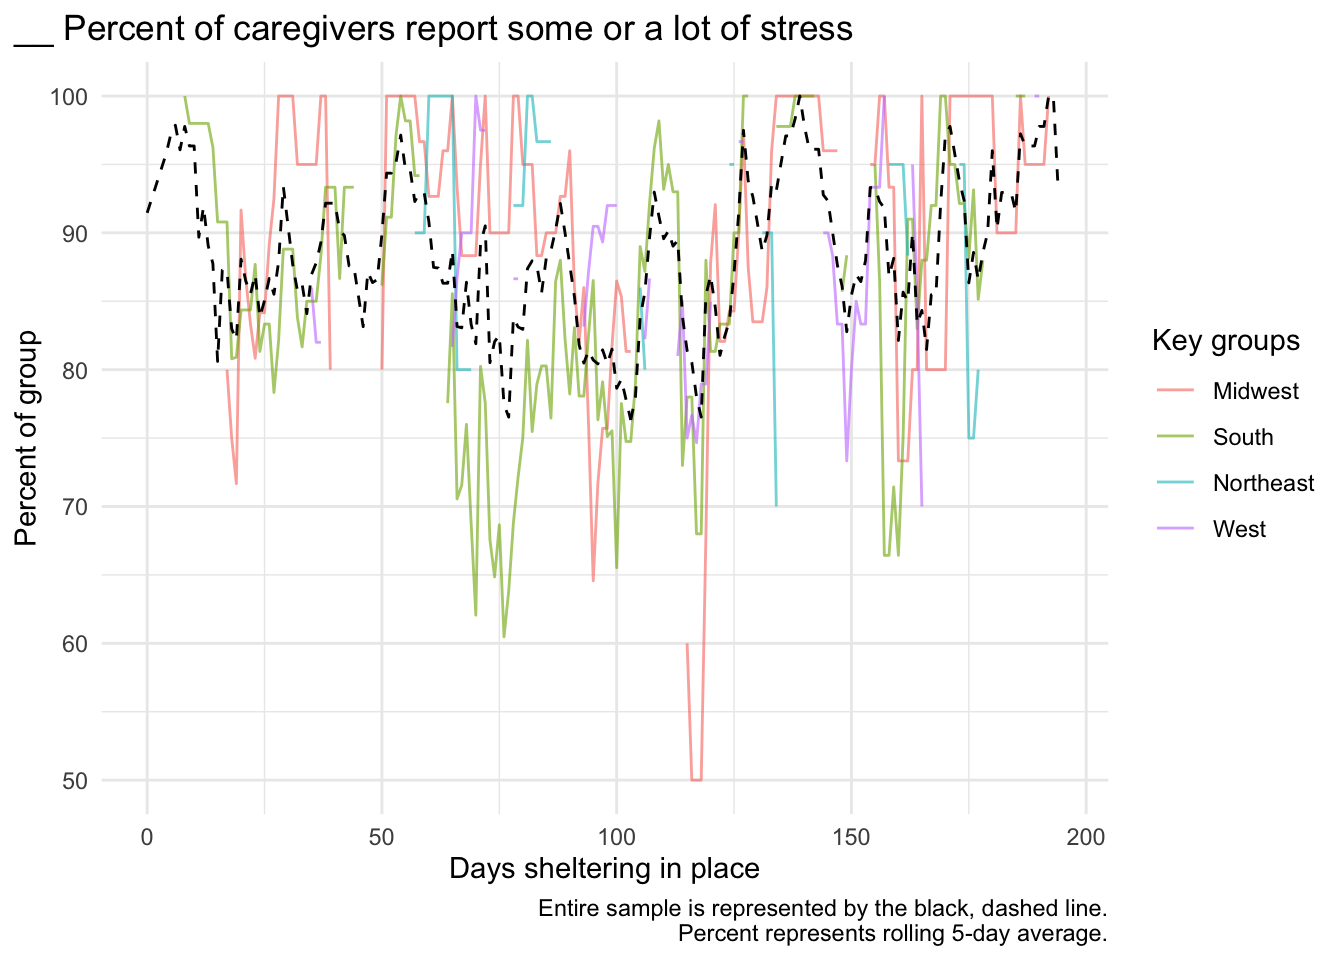 __ Percent of caregivers report some or a lot of stress
Percent of group
100
90
80
70
60
50
0 50 100 150 200
Days sheltering in place
Key groups
Midwest
South
Northeast
West
Entire sample is represented by the black, dashed line.
Percent represents rolling 5-day average.